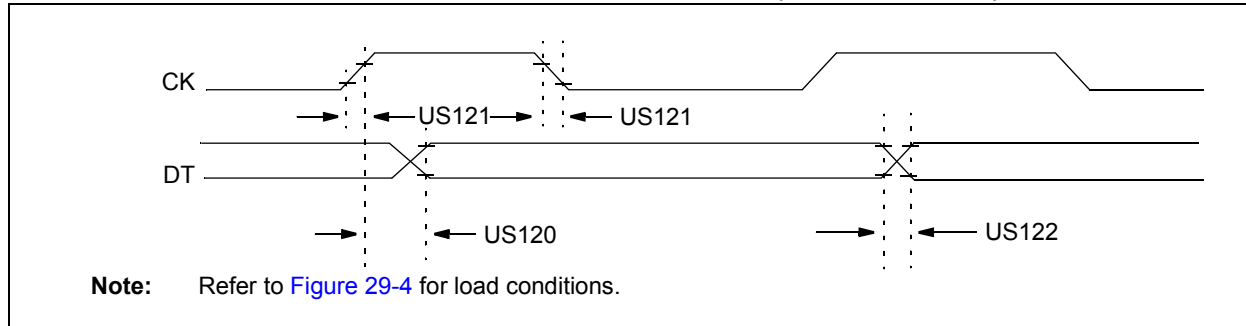 CK
US121
US121
DT
US120
US122
Note: Refer to Figure 29-4 for load conditions.